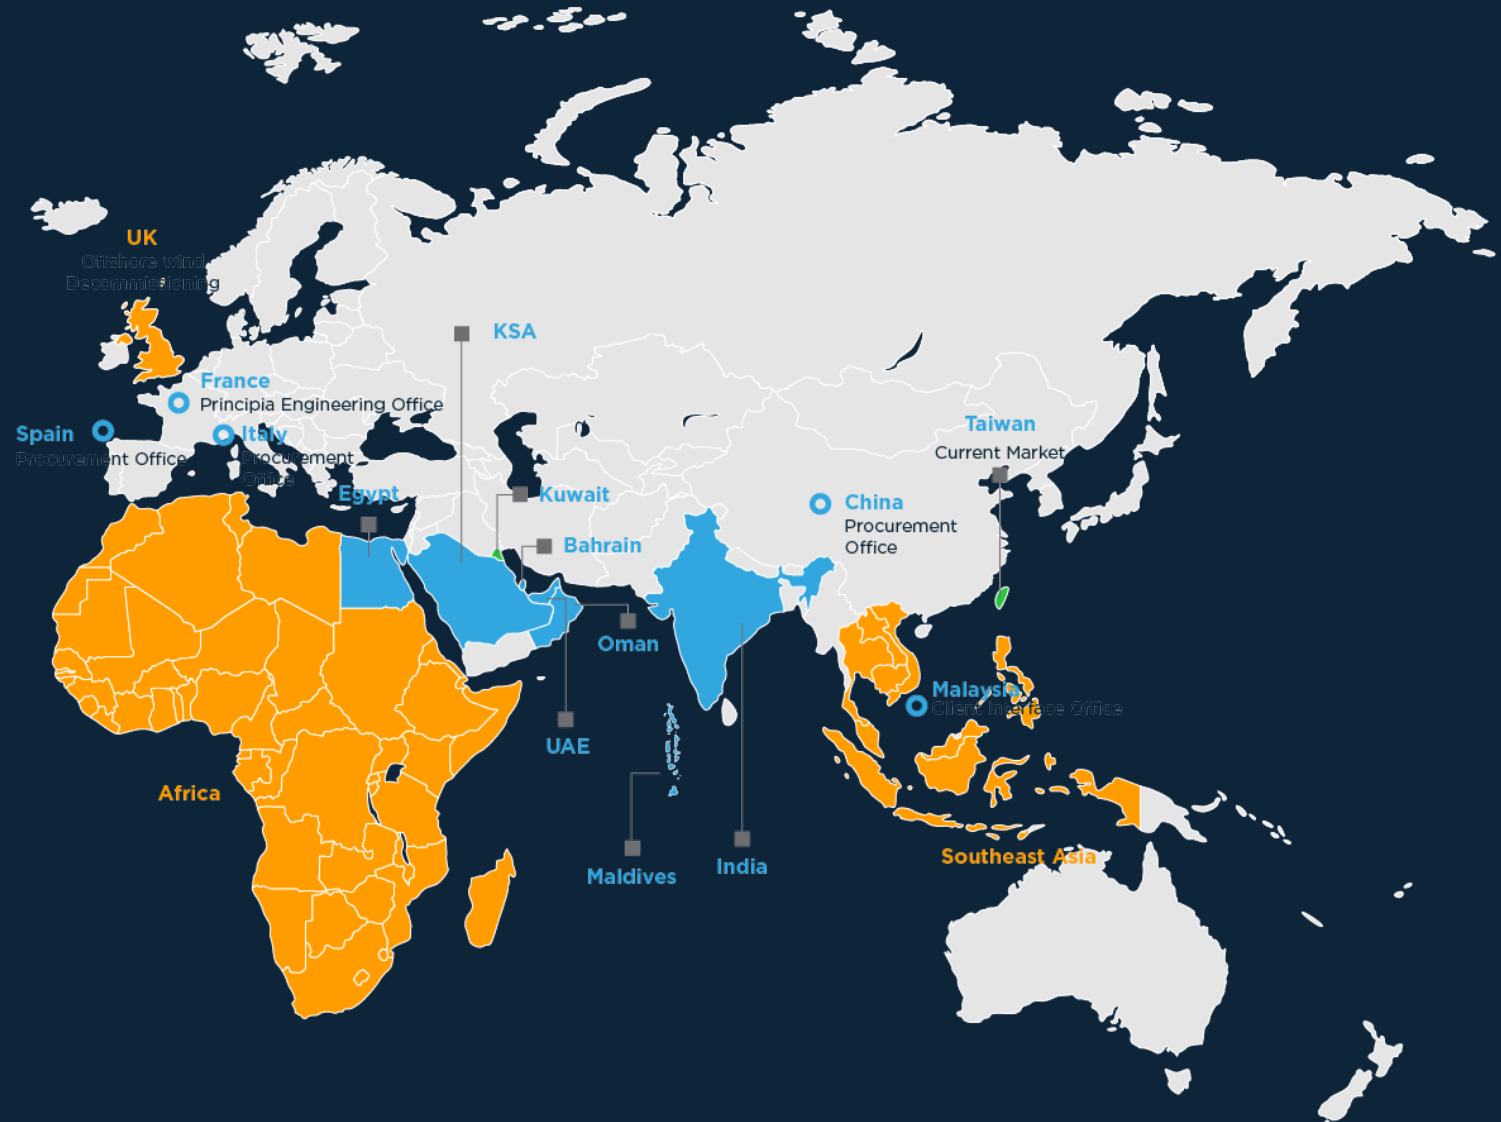 UK
Offshore wind
Decommissioning
KSA
France
Principia Engineering Office
Spain
Procurement Office
Italy
Procurement
Office
Egypt
Kuwait
Bahrain
Taiwan
Current Market
China
Procurement
Office
Oman
UAE
Malaysia
Client Interface Office
Africa
Maldives
India
Southeast Asia